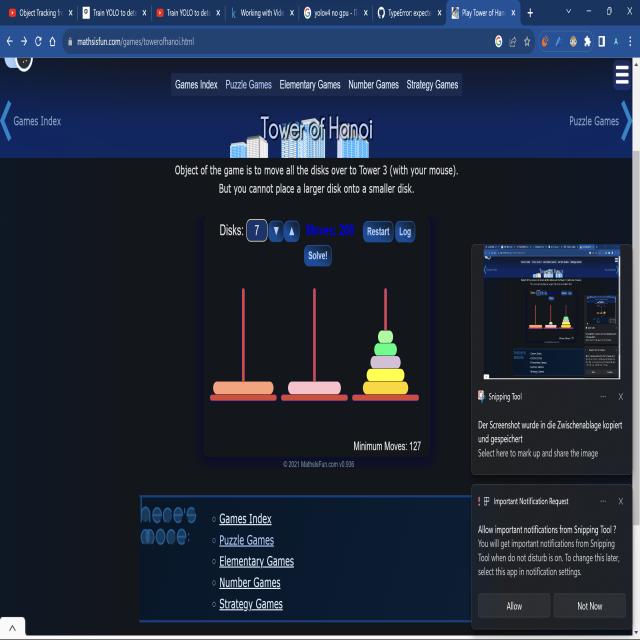 Object Tracking fr
Train YOLO to dete
Train YOLO to dete
Working with Vide
yolov4 no gpu - 
TypeError: expecte
Play Tower of Han
mathsisfun.com/games/towerofhanoi.html
Games Index Puzzle Games Elementary Games Number Games Strategy Games
Games Index
Tower of Hanoi
Puzzle Games
Object of the game is to move all the disks over to Tower 3 (with your mouse).
But you cannot place a larger disk onto a smaller disk.
Disks: 7 ▼ ▲ Moves: Restart Log
Solve!
Minimum Moves: 127
© 2021 MathsIsFun.com v0.936
Games Index
Puzzle Games
Elementary Games
Number Games
Strategy Games
Snipping Tool
Der Screenshot wurde in die Zwischenablage kopiert
und gespeichert
Select here to mark up and share the image
Important Notification Request
Allow important notifications from Snipping Tool ?
You will get important notifications from Snipping
Tool when do not disturb is on. To change this later,
select this app in notification settings.
Allow Not Now